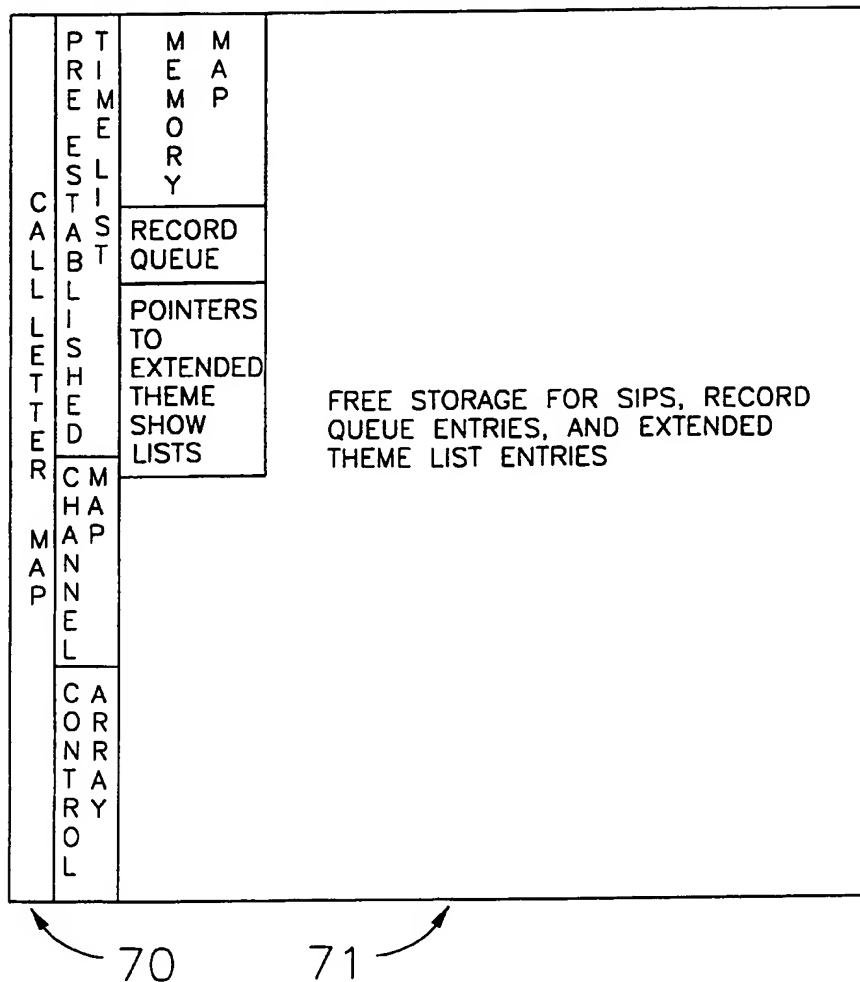 CALL LETTER MAP
PRE ESTABLISHED
TIME LIST
CHANNEL
MAP
CONTROL
ARRAY
MEMORY
MAP
RECORD
QUEUE
POINTERS
TO
EXTENDED
THEME
SHOW
LISTS
FREE STORAGE FOR SIPS, RECORD
QUEUE ENTRIES, AND EXTENDED
THEME LIST ENTRIES
70
71